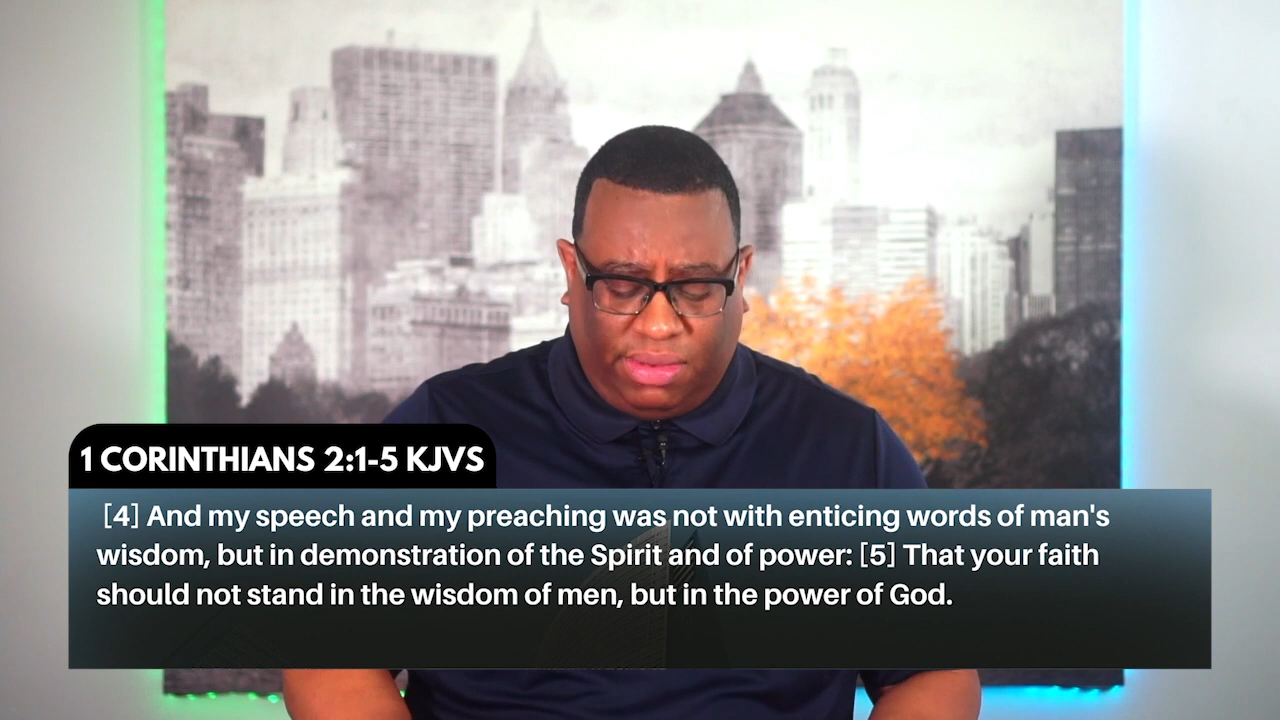 1 CORINTHIANS 2:1-5 KJVS
[4] And my speech and my preaching was not with enticing words of man's
wisdom, but in demonstration of the Spirit and of power: [5] That your faith
should not stand in the wisdom of men, but in the power of God.